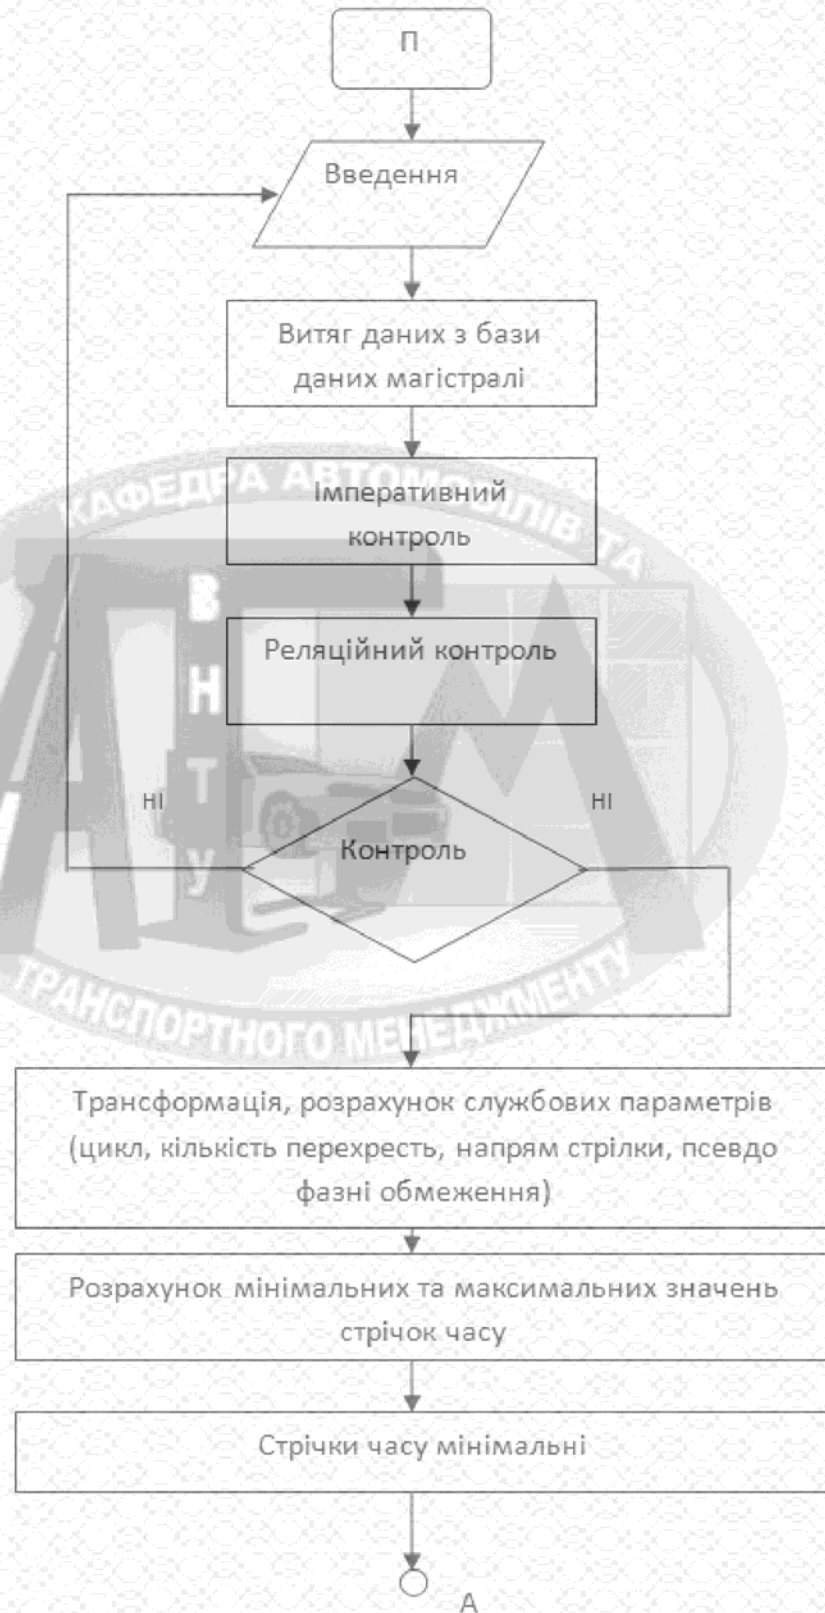 П
Введення
Витяг даних з бази
даних магістралі
КАФЕДРА АВТОМОБІЛІВ ТА
Імперативний
контроль
В
Н
Т
У
Реляційний контроль
НІ
НІ
Контроль
ТРАНСПОРТНОГО МЕНЕДЖМЕНТУ
Трансформація, розрахунок службових параметрів
(цикл, кількість перехресть, напрям стрілки, псевдо
фазні обмеження)
Розрахунок мінімальних та максимальних значень
стрічок часу
Стрічки часу мінімальні
А